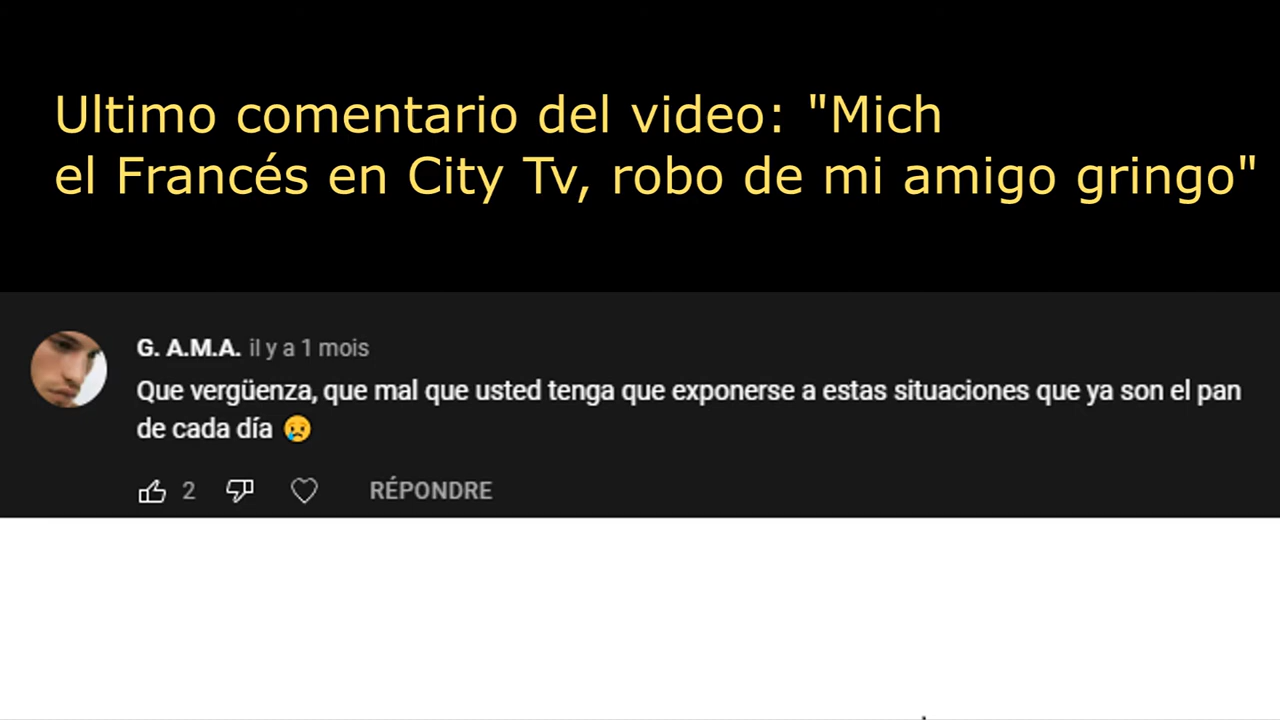 Ultimo comentario del video: "Mich
el Francés en City Tv, robo de mi amigo gringo"
G. A.M.A. il y a 1 mois
Que vergüenza, que mal que usted tenga que exponerse a estas situaciones que ya son el pan
de cada día 😥
2 RÉPONDRE